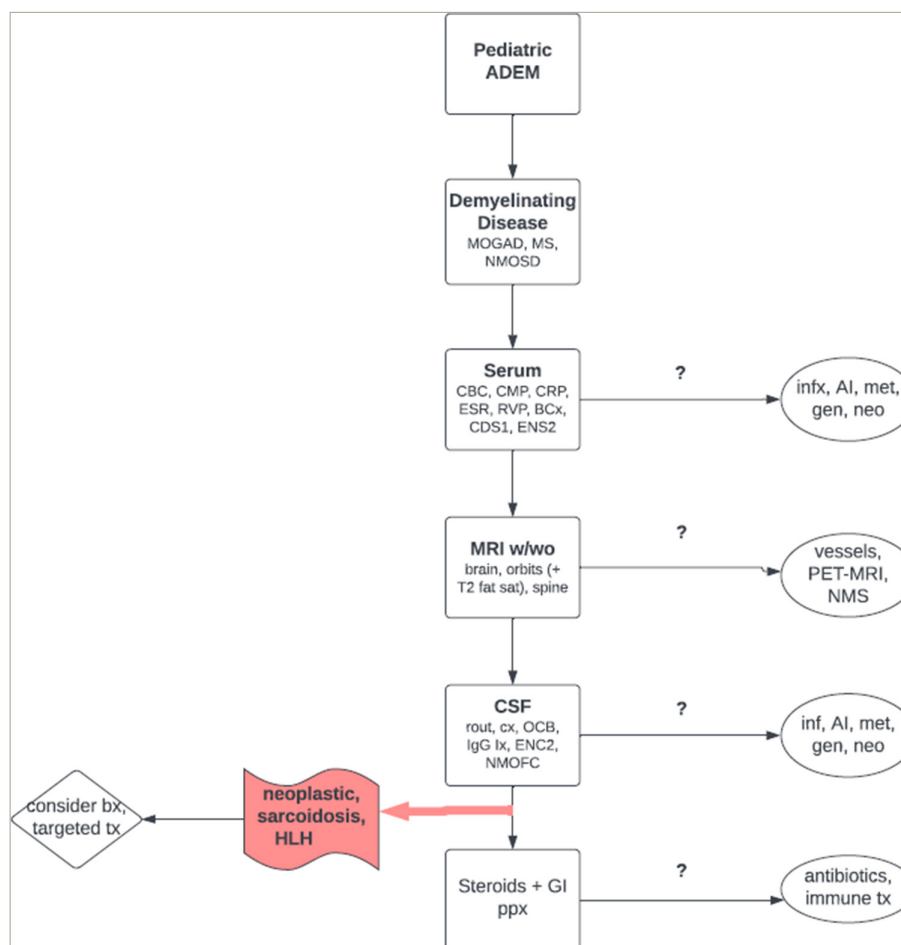 Pediatric
ADEM
Demyelinating
Disease
MOGAD, MS,
NMOSD
Serum
CBC, CMP, CRP,
ESR, RVP, BCx,
CDS1, ENS2
?
infx, AI, met,
gen, neo
MRI w/wo
brain, orbits (+
T2 fat sat), spine
?
vessels,
PET-MRI,
NMS
CSF
rout, cx, OCB,
IgG Ix, ENC2,
NMOFC
?
inf, AI, met,
gen, neo
neoplastic,
sarcoidosis,
HLH
consider bx,
targeted tx
Steroids + GI
ppx
?
antibiotics,
immune tx